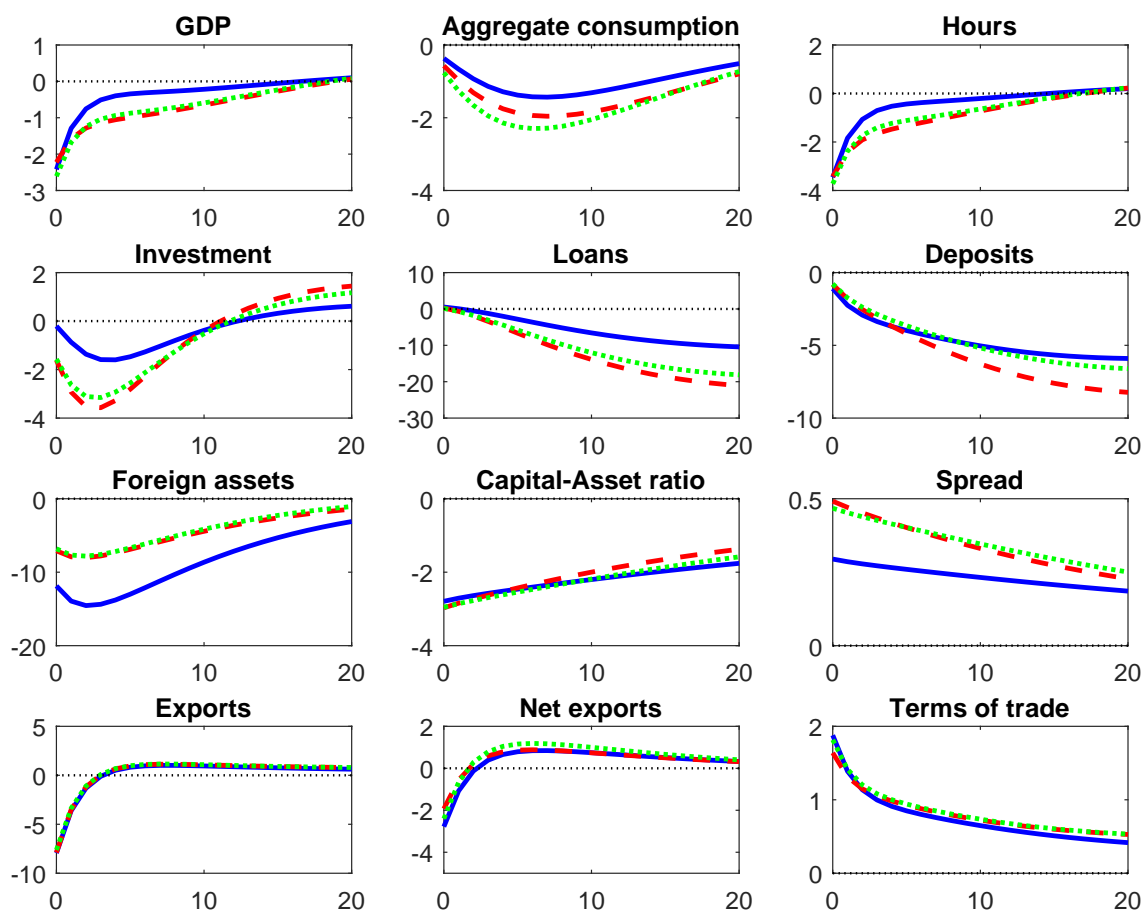 GDP
1
0
-1
-2
-3
0 10 20
Aggregate consumption
0
-2
-4
0 10 20
Hours
2
0
-2
-4
0 10 20
Investment
2
0
-2
-4
0 10 20
Loans
10
0
-10
-20
-30
0 10 20
Deposits
0
-5
-10
0 10 20
Foreign assets
0
-10
-20
0 10 20
Capital-Asset ratio
0
-2
-4
0 10 20
Spread
0.5
0
0 10 20
Exports
5
0
-5
-10
0 10 20
Net exports
2
0
-2
-4
0 10 20
Terms of trade
2
1
0
0 10 20